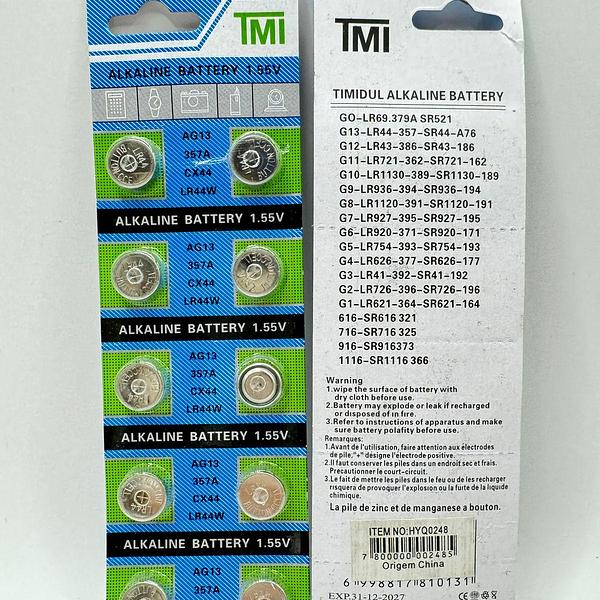 TMI
ALKALINE BATTERY 1.55V
AG13
357A
CX44
LR44W
ALKALINE BATTERY 1.55V
AG13
357A
CX44
LR44W
ALKALINE BATTERY 1.55V
AG13
357A
CX44
LR44W
ALKALINE BATTERY 1.55V
AG13
357A
CX44
LR44W
ALKALINE BATTERY 1.55V
AG13
357A
TMI
TIMIDUL ALKALINE BATTERY
GO-LR69.379A SR521
G13-LR44-357-SR44-A76
G12-LR43-386-SR43-186
G11-LR721-362-SR721-162
G10-LR1130-389-SR1130-189
G9-LR936-394-SR936-194
G8-LR1120-391-SR1120-191
G7-LR927-395-SR927-195
G6-LR920-371-SR920-171
G5-LR754-393-SR754-193
G4-LR626-377-SR626-177
G3-LR41-392-SR41-192
G2-LR726-396-SR726-196
G1-LR621-364-SR621-164
616-SR616 321
716-SR716 325
916-SR916373
1116-SR1116 366
Warning
1.wipe the surface of battery with
dry cloth before use.
2.Battery may explode or leak if recharged
or disposed of in fire.
3.Refer to instructions of apparatus and make
sure battery polafity before use.
Remarques:
1.Avant de l'utilisation, faire attention aux électrodes
de pile,"+" désigne l'electrode positive.
2.Il faut conserver les piles dans un endroit sec et frais.
Precautionner le court-circuit.
3.Le fait de mettre les piles dans le feu ou de les recharger
risquera de provoquer l'explosion ou la fuite de la liquide
chimique.
La pile de zinc et de manganese a bouton.
ITEM NO:HYQ0248
7 800000 002485
Origem China
6 998817 810131
EXP.31-12-2027